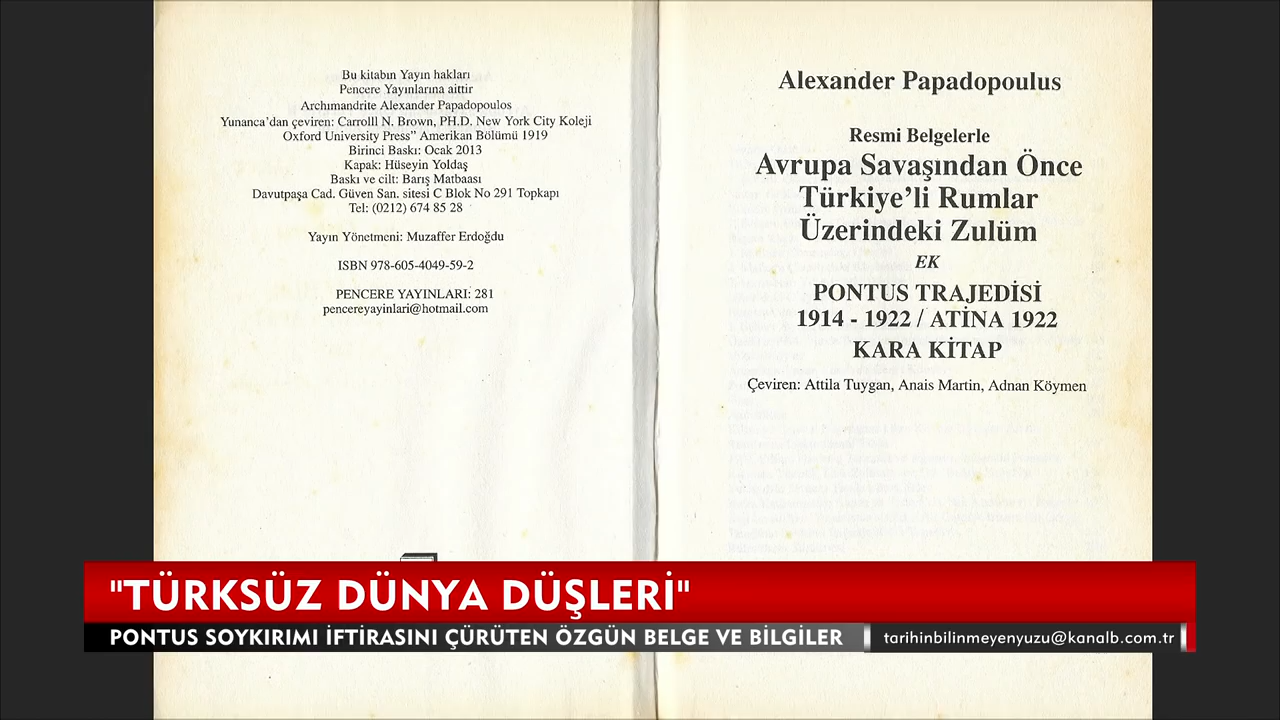 Bu kitabın Yayın hakları
Pencere Yayınlarına aittir
Archımandrite Alexander Papadopoulos
Yunanca’dan çeviren: Carrolll N. Brown, PH.D. New York City Koleji
Oxford University Press” Amerikan Bölümü 1919
Birinci Baskı: Ocak 2013
Kapak: Hüseyin Yoldaş
Baskı ve cilt: Barış Matbaası
Davutpaşa Cad. Güven San. sitesi C Blok No 291 Topkapı
Tel: (0212) 674 85 28
Yayın Yönetmeni: Muzaffer Erdoğdu
ISBN 978-605-4049-59-2
PENCERE YAYINLARI: 281
pencereyayinlari@hotmail.com
Alexander Papadopoulus
Resmi Belgelerle
Avrupa Savaşından Önce
Türkiye’li Rumlar
Üzerindeki Zulüm
EK
PONTUS TRAJEDİSİ
1914 - 1922 / ATİNA 1922
KARA KİTAP
Çeviren: Attila Tuygan, Anais Martin, Adnan Köymen
"TÜRKSÜZ DÜNYA DÜŞLERİ"
PONTUS SOYKIRIMI İFTİRASINI ÇÜRÜTEN ÖZGÜN BELGE VE BİLGİLER
tarihinbilinmeyenyuzu@kanalb.com.tr